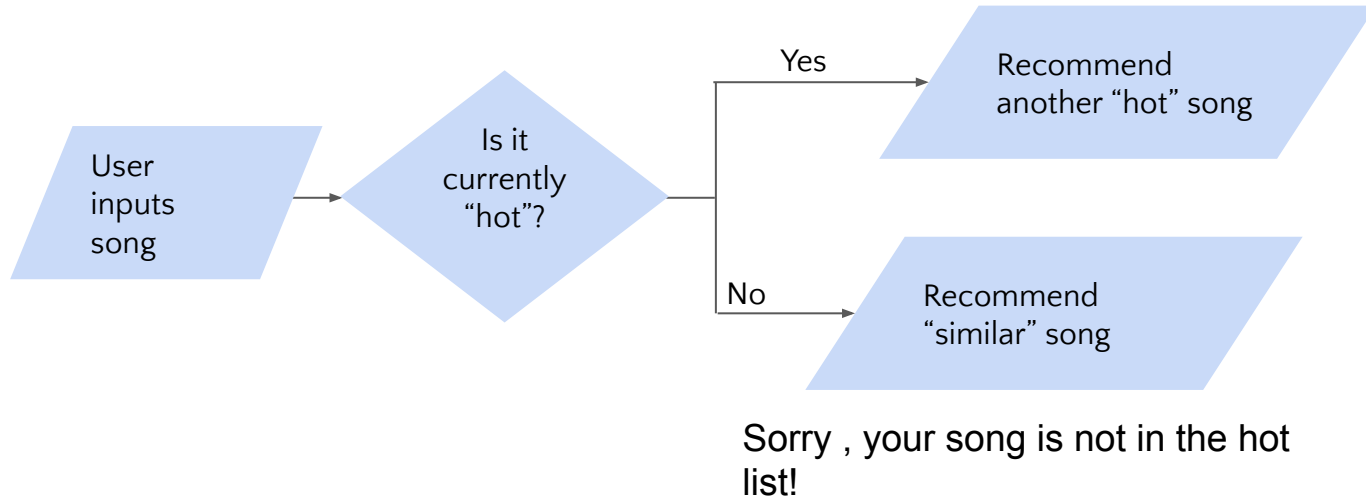 User
inputs
song
Is it
currently
“hot”?
Yes
Recommend
another “hot” song
No
Recommend
“similar” song
Sorry , your song is not in the hot
list!